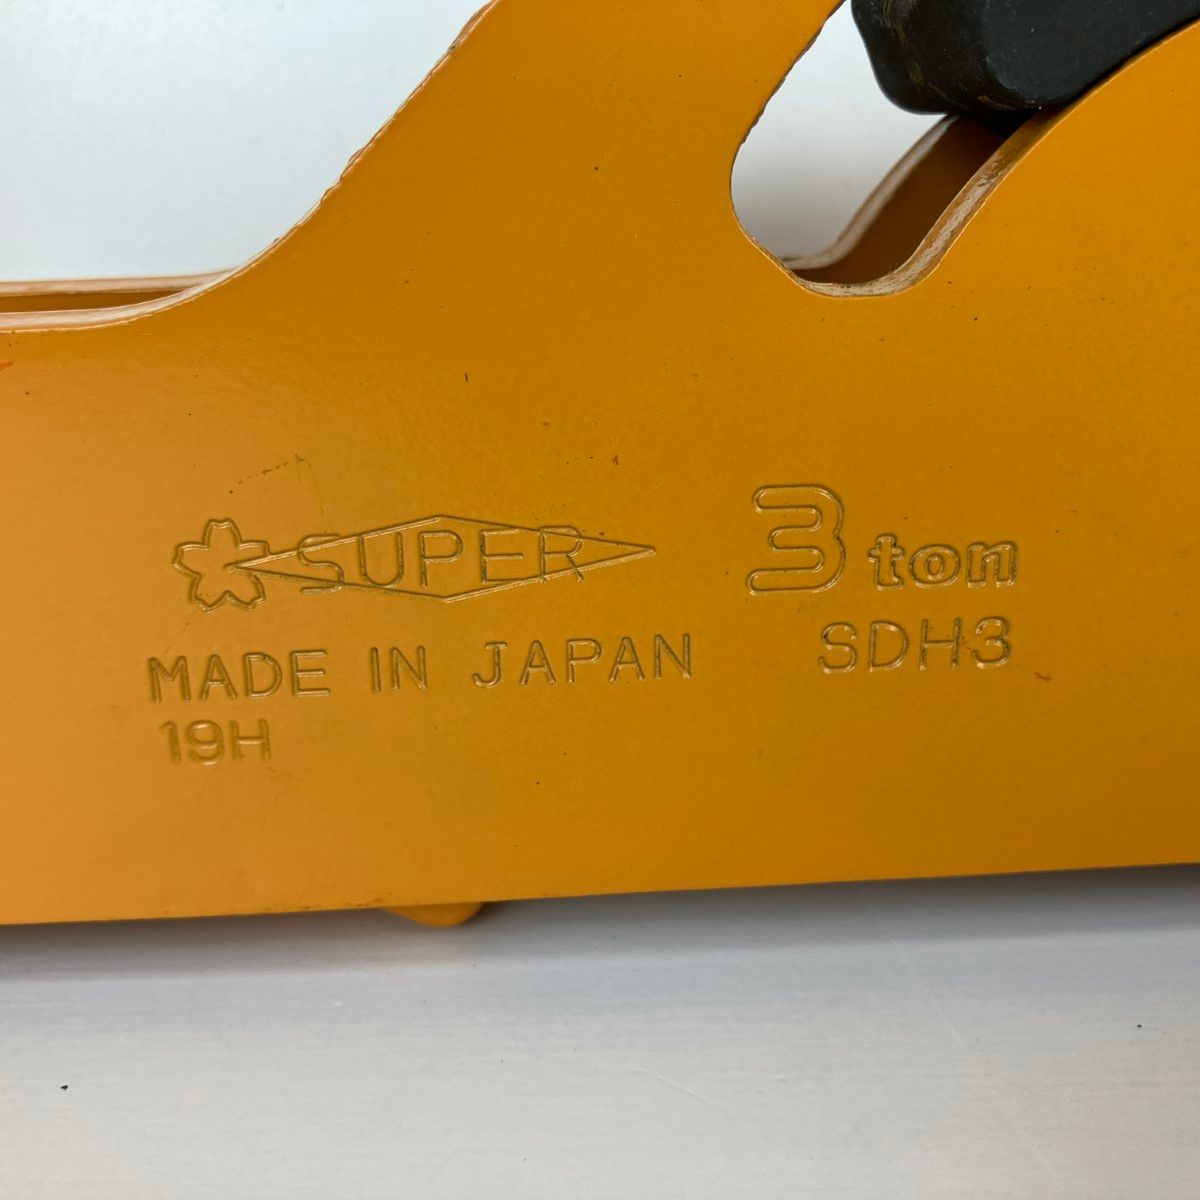 SUPER 3 ton
MADE IN JAPAN SDH3
19H